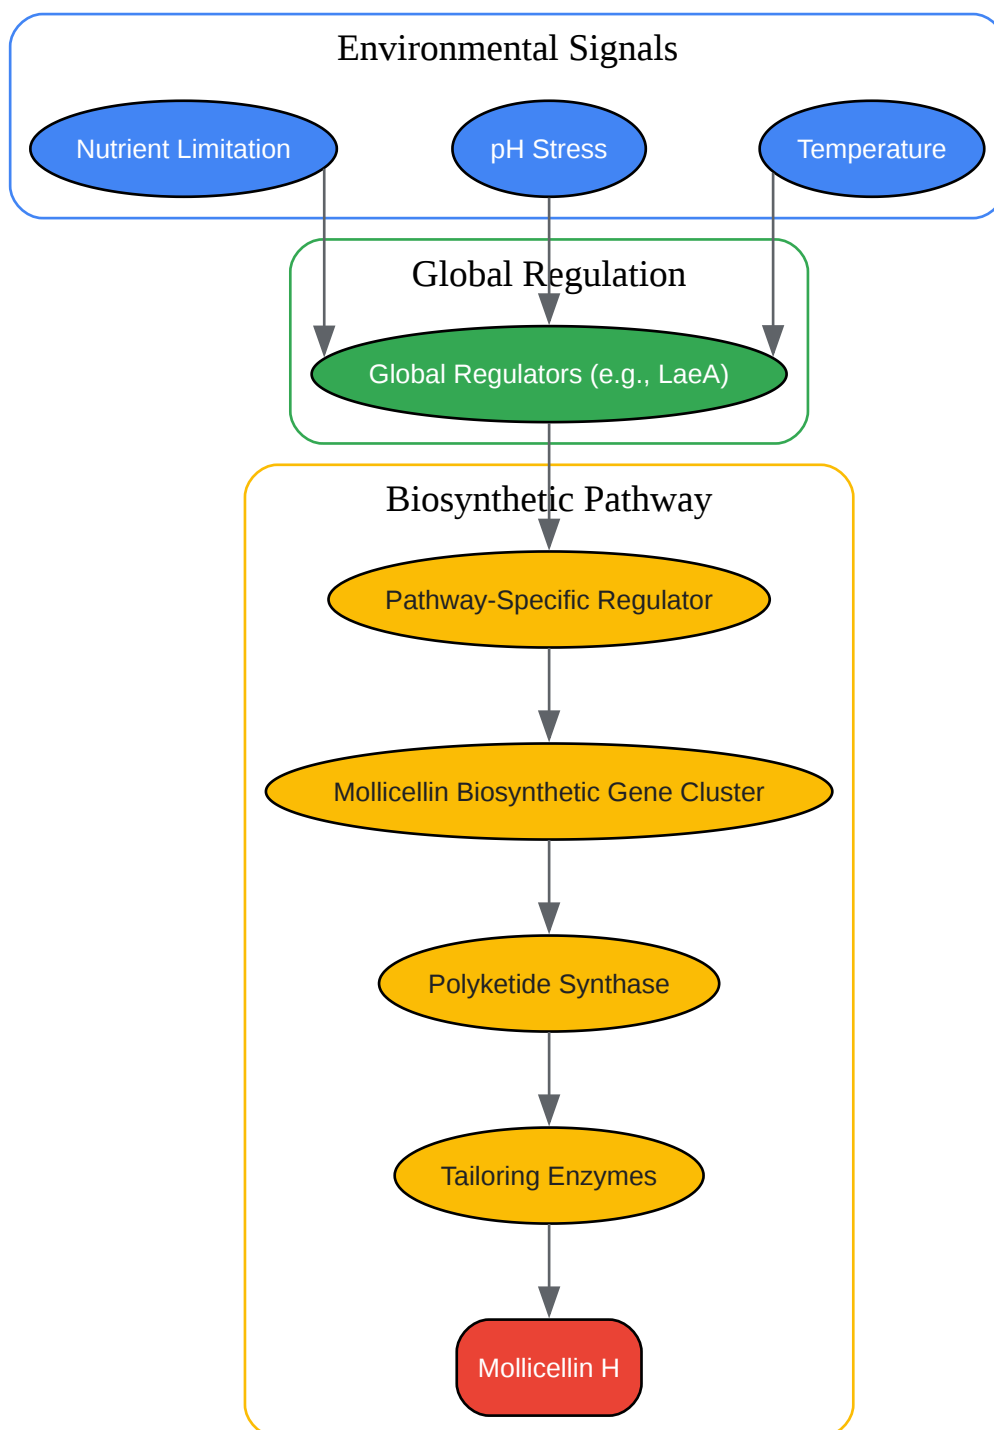 Environmental Signals
Nutrient Limitation
pH Stress
Temperature
Global Regulation
Global Regulators (e.g., LaeA)
Biosynthetic Pathway
Pathway-Specific Regulator
Mollicellin Biosynthetic Gene Cluster
Polyketide Synthase
Tailoring Enzymes
Mollicellin H